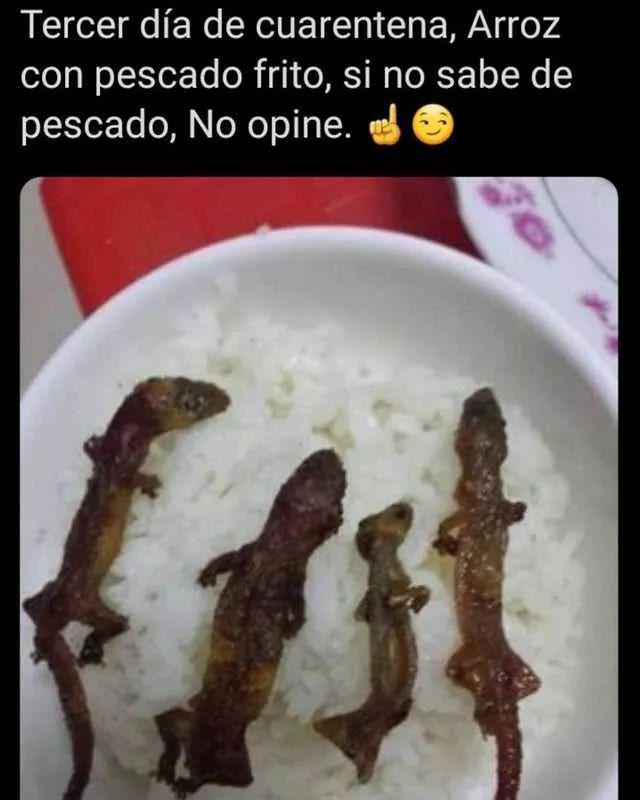 Tercer día de cuarentena, Arroz
con pescado frito, si no sabe de
pescado, No opine. ☝😏